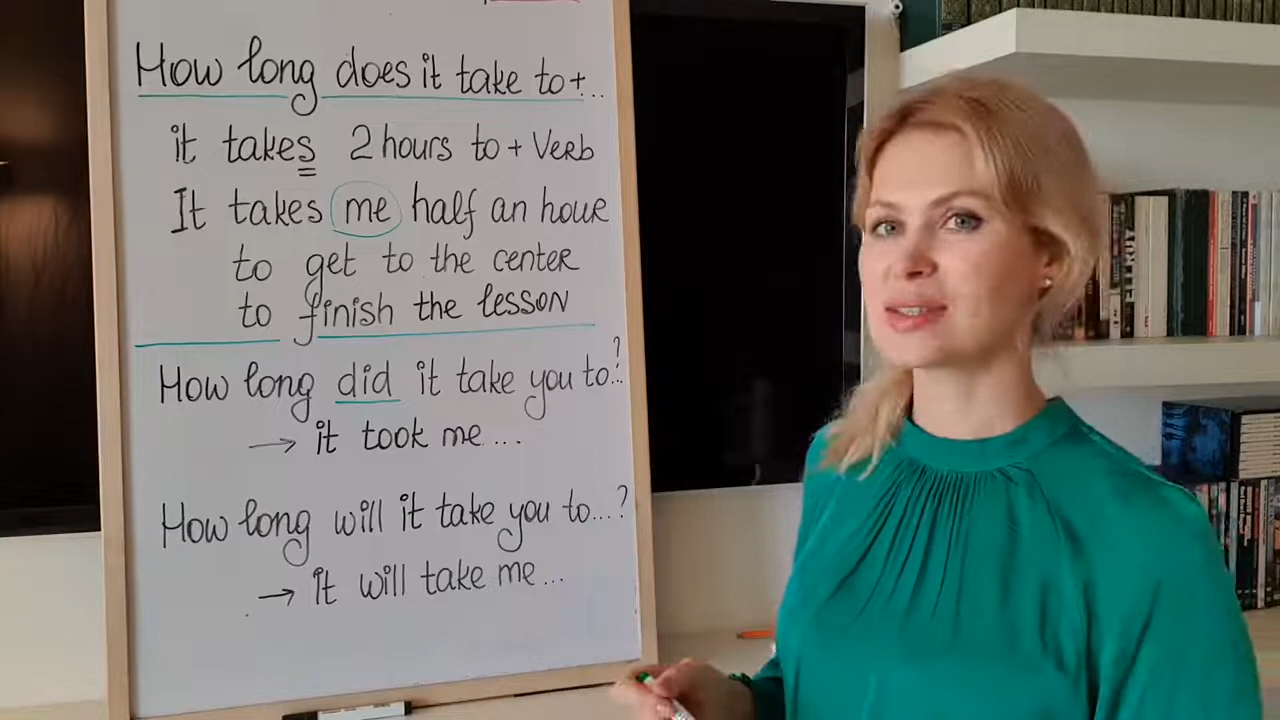 How long does it take to+...
it takes 2 hours to + Verb
It takes me half an hour
to get to the center
to finish the lesson
How long did it take you to..?
→ it took me ...
How long will it take you to...?
→ it will take me ...